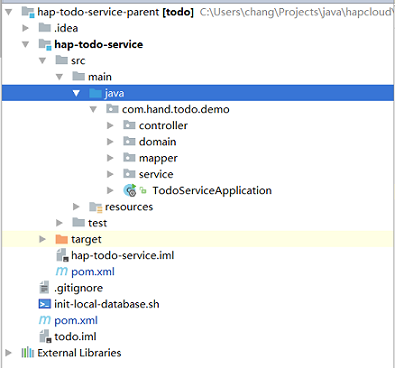 hap-todo-service-parent [todo] C:\Users\chang\Projects\java\hapcloud\
.idea
hap-todo-service
src
main
java
com.hand.todo.demo
controller
domain
mapper
service
TodoServiceApplication
resources
test
target
hap-todo-service.iml
pom.xml
.gitignore
init-local-database.sh
pom.xml
todo.iml
External Libraries